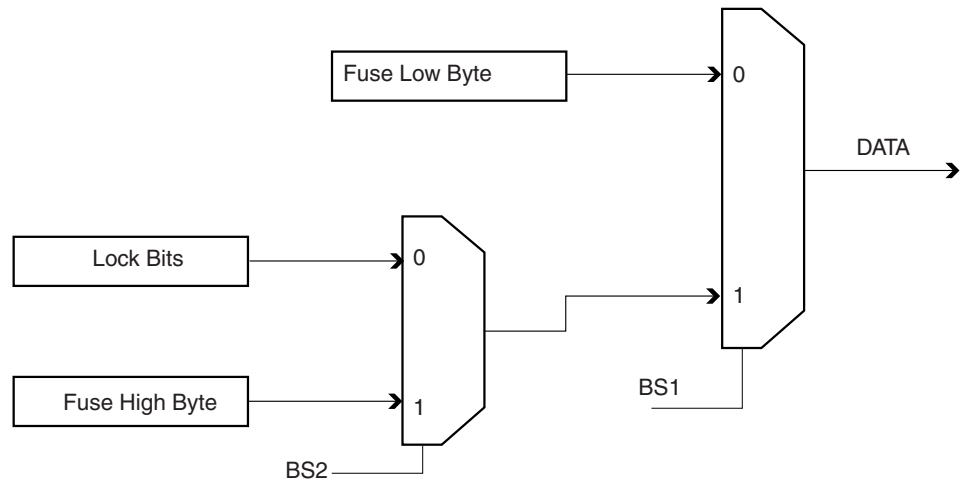 Fuse Low Byte
0
DATA
Lock Bits
0
1
BS1
Fuse High Byte
1
BS2